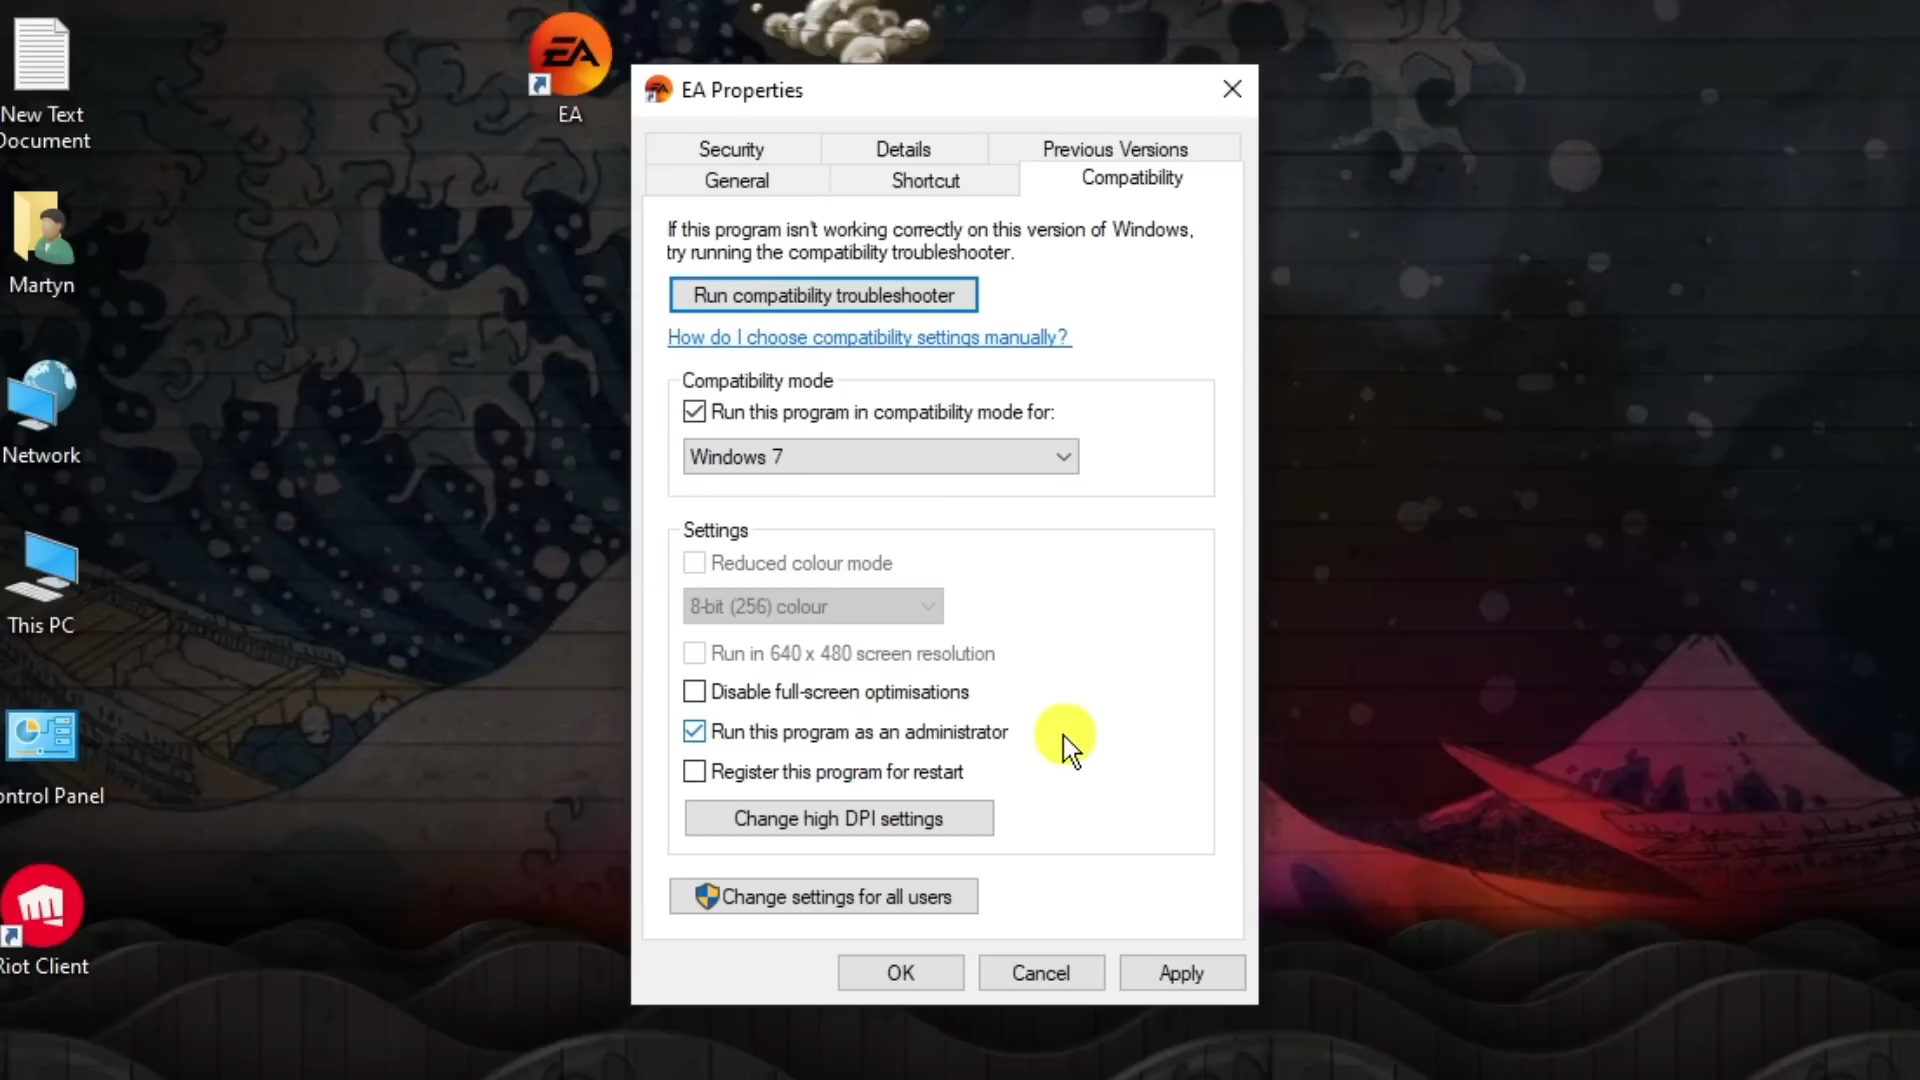 New Text
Document
Martyn
Network
This PC
ontrol Panel
Riot Client
EA
EA
EA Properties
Security
Details
Previous Versions
General
Shortcut
Compatibility
If this program isn't working correctly on this version of Windows,
try running the compatibility troubleshooter.
Run compatibility troubleshooter
How do I choose compatibility settings manually?
Compatibility mode
Run this program in compatibility mode for:
Windows 7
Settings
Reduced colour mode
8-bit (256) colour
Run in 640 x 480 screen resolution
Disable full-screen optimisations
Run this program as an administrator
Register this program for restart
Change high DPI settings
Change settings for all users
OK
Cancel
Apply